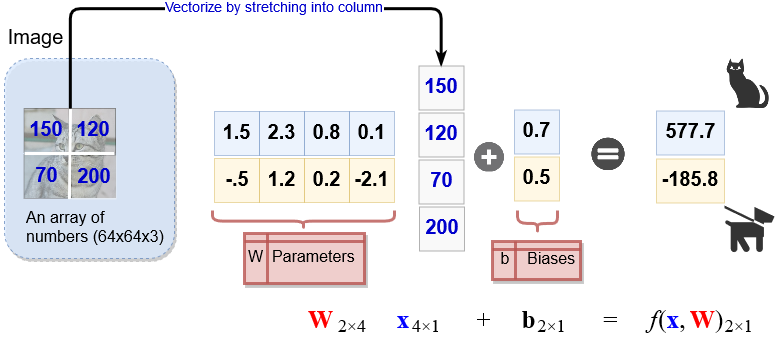 Vectorize by stretching into column
Image
150 120
70 200
An array of
numbers (64x64x3)
1.5 2.3 0.8 0.1
-.5 1.2 0.2 -2.1
W Parameters
150
120
70
200
+
0.7
0.5
b Biases
=
577.7
-185.8
W 2×4 x 4×1 + b 2×1 = f(x, W) 2×1